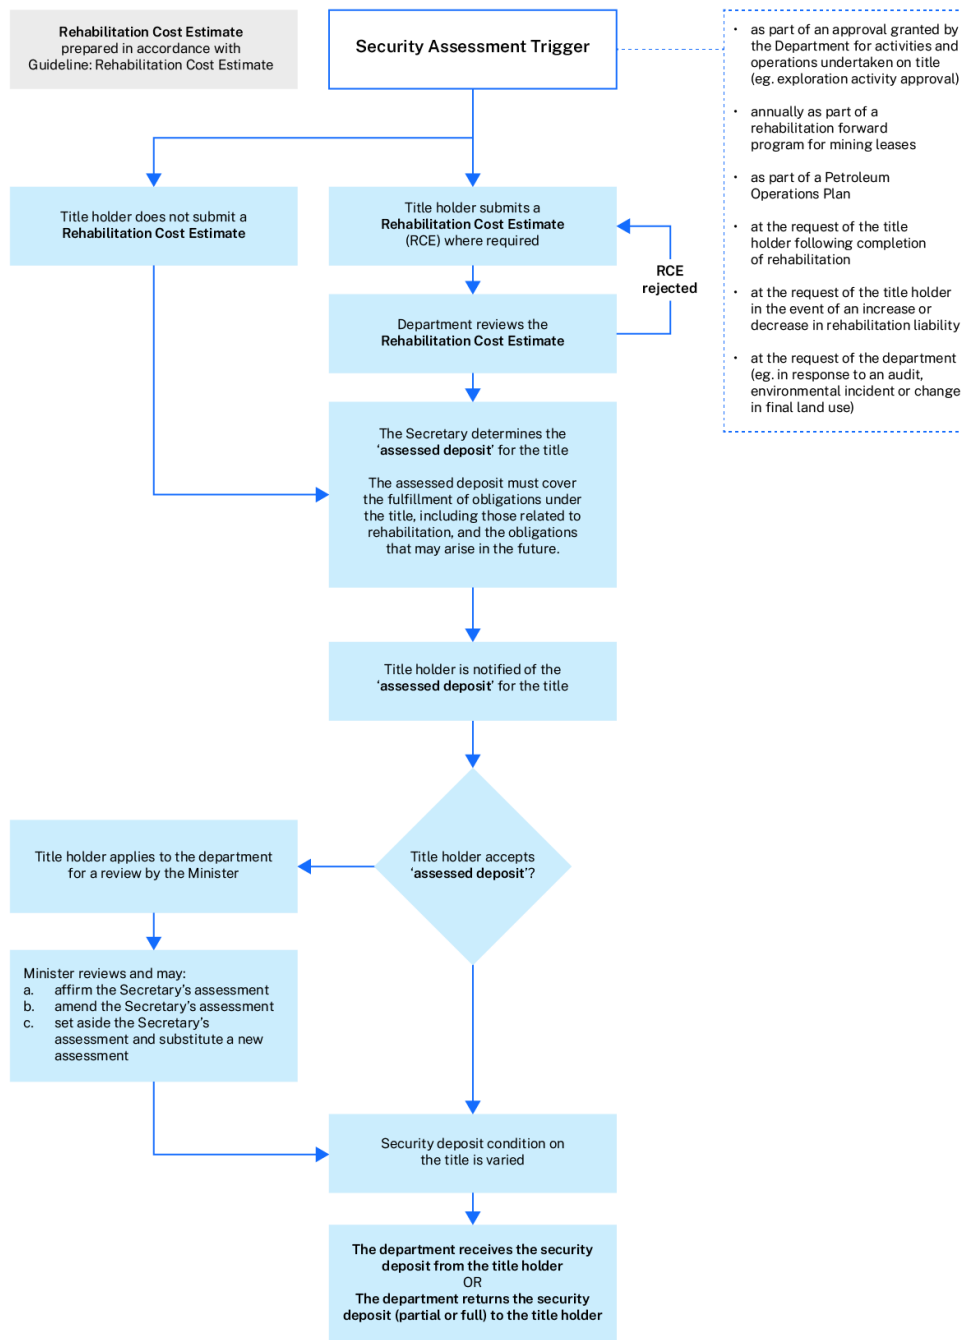 Rehabilitation Cost Estimate
prepared in accordance with
Guideline: Rehabilitation Cost Estimate
Security Assessment Trigger
• as part of an approval granted by
the Department for activities and
operations undertaken on title
(eg. exploration activity approval)
• annually as part of a
rehabilitation forward
program for mining leases
• as part of a Petroleum
Operations Plan
• at the request of the title
holder following completion
of rehabilitation
• at the request of the title holder
in the event of an increase or
decrease in rehabilitation liability
• at the request of the department
(eg. in response to an audit,
environmental incident or change
in final land use)
Title holder does not submit a
Rehabilitation Cost Estimate
Title holder submits a
Rehabilitation Cost Estimate
(RCE) where required
RCE
rejected
Department reviews the
Rehabilitation Cost Estimate
The Secretary determines the
‘assessed deposit’ for the title
The assessed deposit must cover
the fulfillment of obligations under
the title, including those related to
rehabilitation, and the obligations
that may arise in the future.
Title holder is notified of the
‘assessed deposit’ for the title
Title holder accepts
‘assessed deposit’?
Title holder applies to the department
for a review by the Minister
Minister reviews and may:
a. affirm the Secretary’s assessment
b. amend the Secretary’s assessment
c. set aside the Secretary’s
assessment and substitute a new
assessment
Security deposit condition on
the title is varied
The department receives the security
deposit from the title holder
OR
The department returns the security
deposit (partial or full) to the title holder